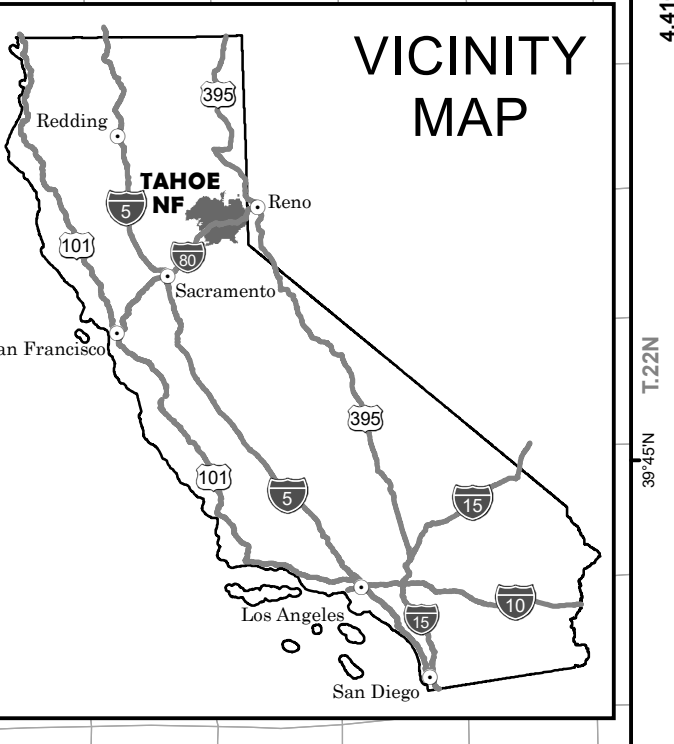 VICINITY
MAP
4.41
395
Redding
TAHOE
NF
5
Reno
101
80
Sacramento
an Francisco
T.22N
39°45'N
395
101
5
15
10
Los Angeles
15
San Diego